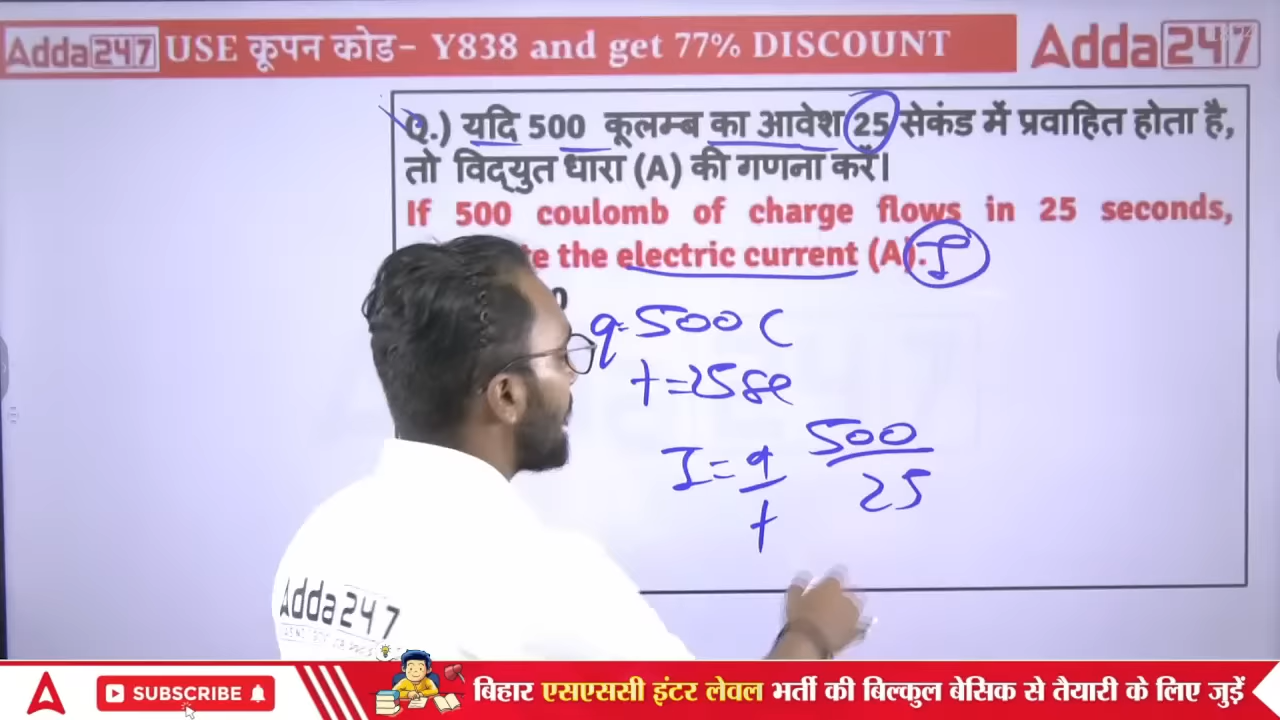 Adda247 USE कूपन कोड- Y838 and get 77% DISCOUNT Adda247
Q.) यदि 500 कूलम्ब का आवेश 25 सेकंड में प्रवाहित होता है,
तो विद्युत धारा (A) की गणना करें।
If 500 coulomb of charge flows in 25 seconds,
the electric current (A). I
q=500 C
t=25 se
I = q/t 500/25
Adda247
SUBSCRIBE
बिहार एसएससी इंटर लेवल भर्ती की बिल्कुल बेसिक से तैयारी के लिए जुड़ें